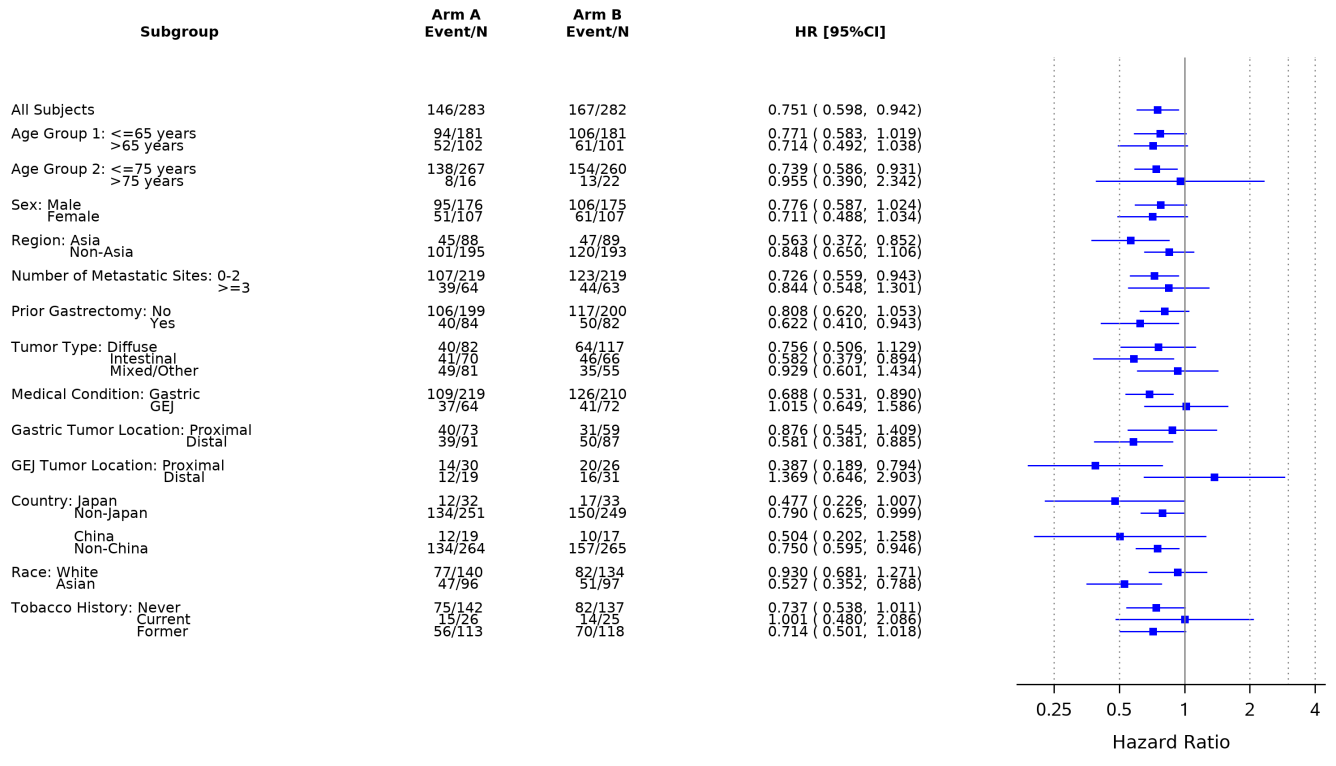 Arm A Arm B
Subgroup Event/N Event/N HR [95%CI]
All Subjects 146/283 167/282 0.751 ( 0.598, 0.942)
Age Group 1: <=65 years 94/181 106/181 0.771 ( 0.583, 1.019)
>65 years 52/102 61/101 0.714 ( 0.492, 1.038)
Age Group 2: <=75 years 138/267 154/260 0.739 ( 0.586, 0.931)
>75 years 8/16 13/22 0.955 ( 0.390, 2.342)
Sex: Male 95/176 106/175 0.776 ( 0.587, 1.024)
Female 51/107 61/107 0.711 ( 0.488, 1.034)
Region: Asia 45/88 47/89 0.563 ( 0.372, 0.852)
Non-Asia 101/195 120/193 0.848 ( 0.650, 1.106)
Number of Metastatic Sites: 0-2 107/219 123/219 0.726 ( 0.559, 0.943)
>=3 39/64 44/63 0.844 ( 0.548, 1.301)
Prior Gastrectomy: No 106/199 117/200 0.808 ( 0.620, 1.053)
Yes 40/84 50/82 0.622 ( 0.410, 0.943)
Tumor Type: Diffuse 40/82 64/117 0.756 ( 0.506, 1.129)
Intestinal 41/70 46/66 0.582 ( 0.379, 0.894)
Mixed/Other 49/81 35/55 0.929 ( 0.601, 1.434)
Medical Condition: Gastric 109/219 126/210 0.688 ( 0.531, 0.890)
GEJ 37/64 41/72 1.015 ( 0.649, 1.586)
Gastric Tumor Location: Proximal 40/73 31/59 0.876 ( 0.545, 1.409)
Distal 39/91 50/87 0.581 ( 0.381, 0.885)
GEJ Tumor Location: Proximal 14/30 20/26 0.387 ( 0.189, 0.794)
Distal 12/19 16/31 1.369 ( 0.646, 2.903)
Country: Japan 12/32 17/33 0.477 ( 0.226, 1.007)
Non-Japan 134/251 150/249 0.790 ( 0.625, 0.999)
China 12/19 10/17 0.504 ( 0.202, 1.258)
Non-China 134/264 157/265 0.750 ( 0.595, 0.946)
Race: White 77/140 82/134 0.930 ( 0.681, 1.271)
Asian 47/96 51/97 0.527 ( 0.352, 0.788)
Tobacco History: Never 75/142 82/137 0.737 ( 0.538, 1.011)
Current 15/26 14/25 1.001 ( 0.480, 2.086)
Former 56/113 70/118 0.714 ( 0.501, 1.018)
0.25 0.5 1 2 4
Hazard Ratio